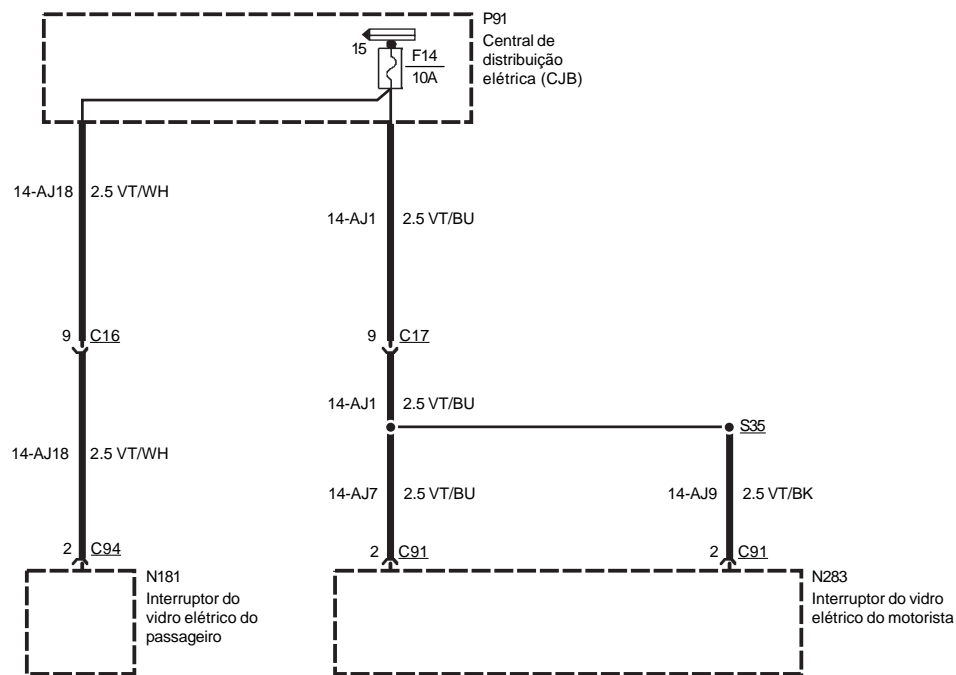 P91
Central de
distribuição
elétrica (CJB)
15
F14
10A
14-AJ18
2.5 VT/WH
14-AJ1
2.5 VT/BU
9
C16
9
C17
14-AJ1
2.5 VT/BU
S35
14-AJ18
2.5 VT/WH
14-AJ7
2.5 VT/BU
14-AJ9
2.5 VT/BK
2
C94
2
C91
2
C91
N181
Interruptor do
vidro elétrico do
passageiro
N283
Interruptor do vidro
elétrico do motorista